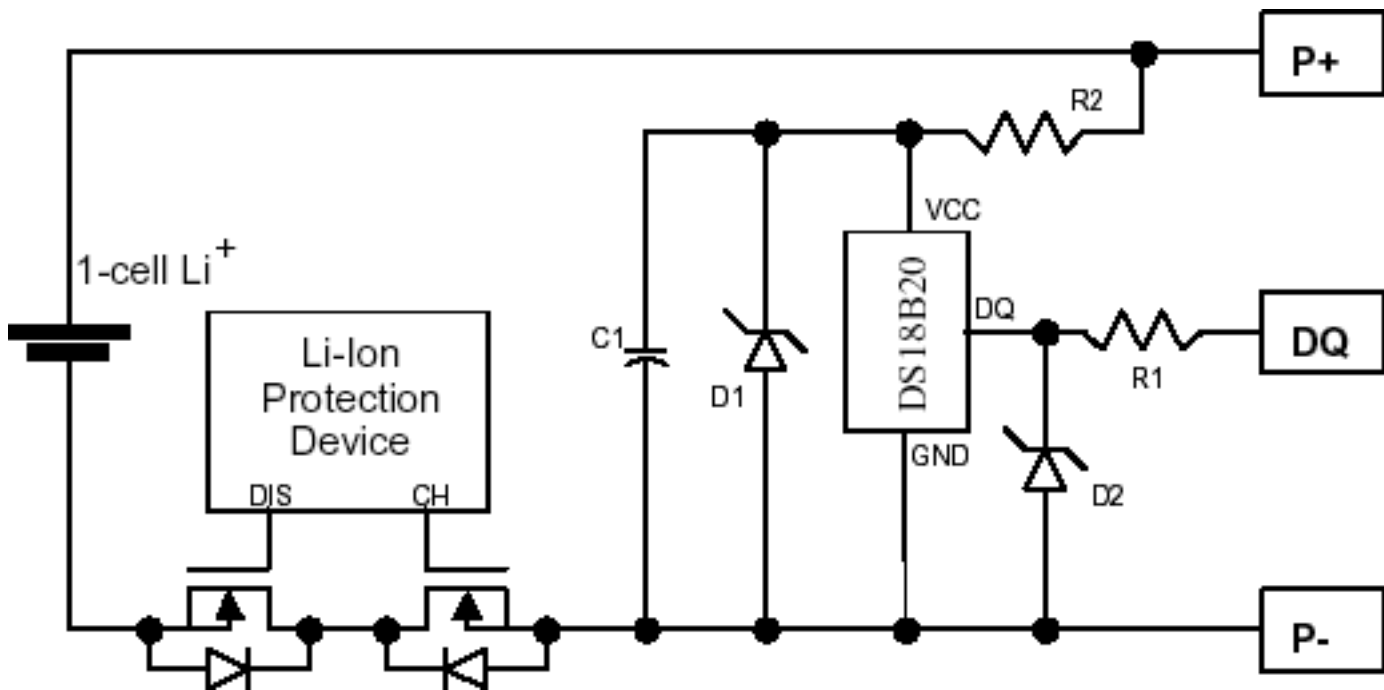 P+
R2
VCC
1-cell Li+
DS18B20
DQ
DQ
C1
Li-Ion
Protection
Device
R1
D1
GND
D2
DIS
CH
P-